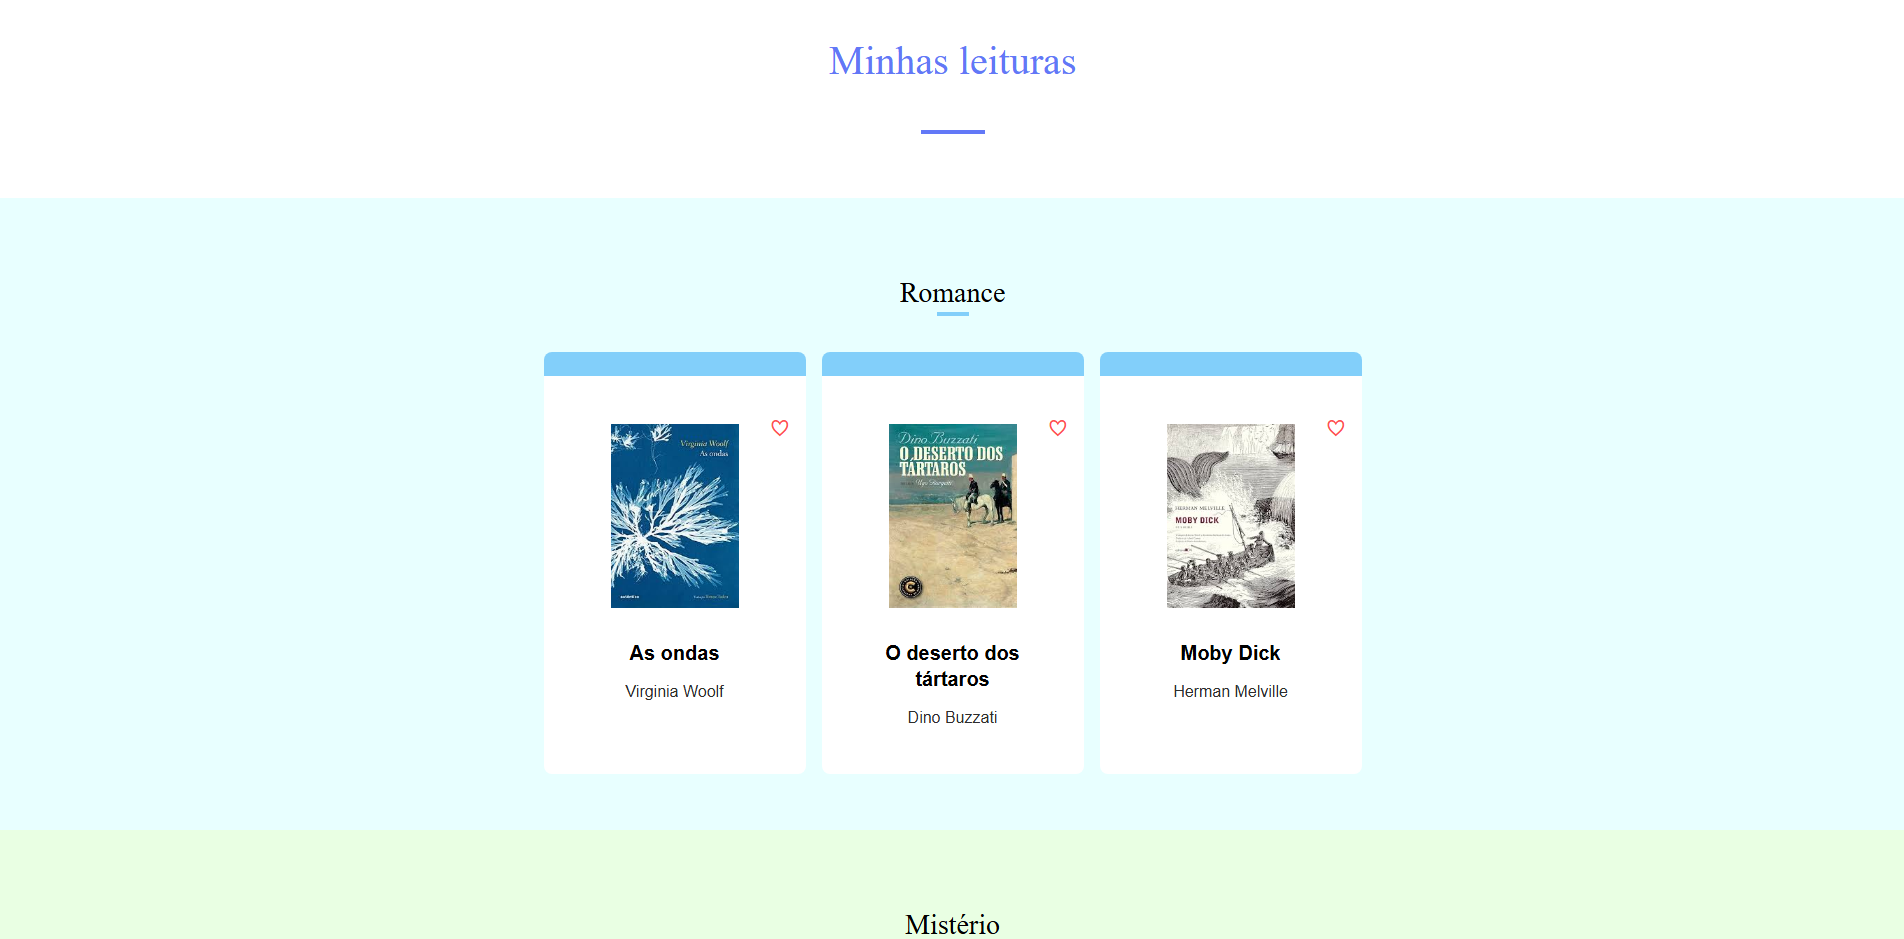 Minhas leituras
Romance
Virginia Woolf
As ondas
Dino Buzzati
O DESERTO DOS
TÁRTAROS
HERMAN MELVILLE
MOBY DICK
As ondas
Virginia Woolf
O deserto dos
tártaros
Dino Buzzati
Moby Dick
Herman Melville
Mistério